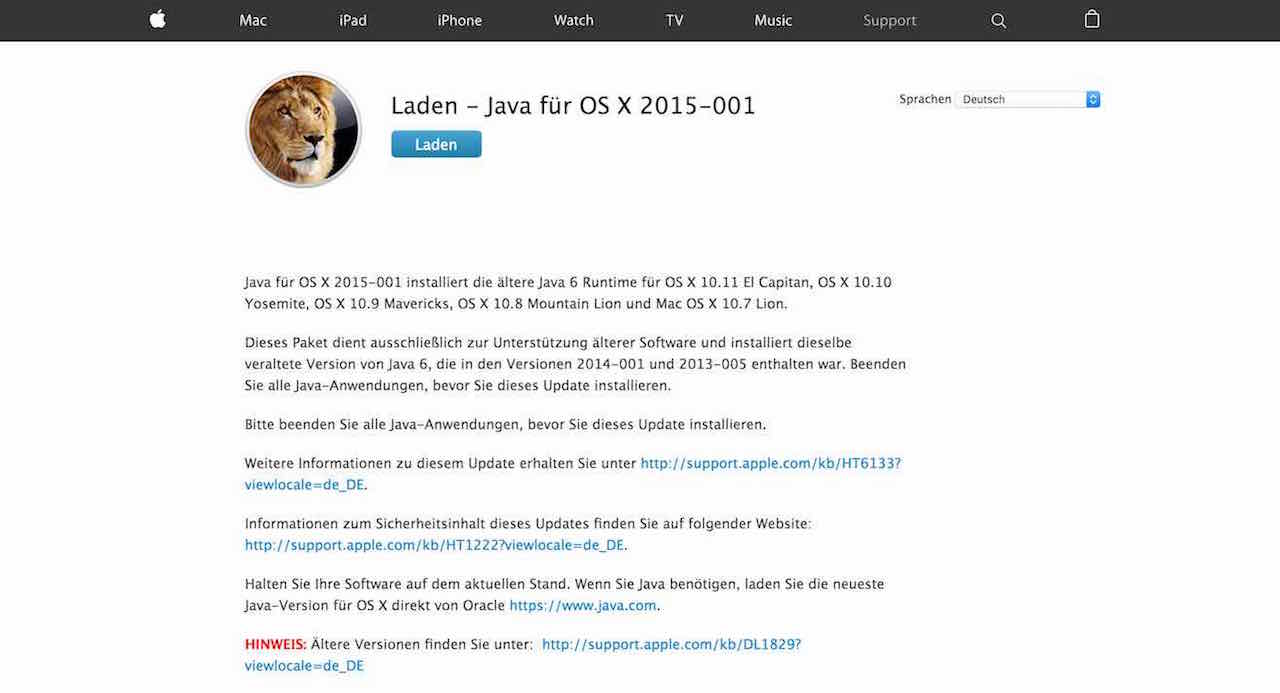 Mac iPad iPhone Watch TV Music Support
Laden – Java für OS X 2015-001
Sprachen Deutsch
Laden
Java für OS X 2015-001 installiert die ältere Java 6 Runtime für OS X 10.11 El Capitan, OS X 10.10
Yosemite, OS X 10.9 Mavericks, OS X 10.8 Mountain Lion und Mac OS X 10.7 Lion.
Dieses Paket dient ausschließlich zur Unterstützung älterer Software und installiert dieselbe
veraltete Version von Java 6, die in den Versionen 2014-001 und 2013-005 enthalten war. Beenden
Sie alle Java-Anwendungen, bevor Sie dieses Update installieren.
Bitte beenden Sie alle Java-Anwendungen, bevor Sie dieses Update installieren.
Weitere Informationen zu diesem Update erhalten Sie unter http://support.apple.com/kb/HT6133?
viewlocale=de_DE.
Informationen zum Sicherheitsinhalt dieses Updates finden Sie auf folgender Website:
http://support.apple.com/kb/HT1222?viewlocale=de_DE.
Halten Sie Ihre Software auf dem aktuellen Stand. Wenn Sie Java benötigen, laden Sie die neueste
Java-Version für OS X direkt von Oracle https://www.java.com.
HINWEIS: Ältere Versionen finden Sie unter: http://support.apple.com/kb/DL1829?
viewlocale=de_DE